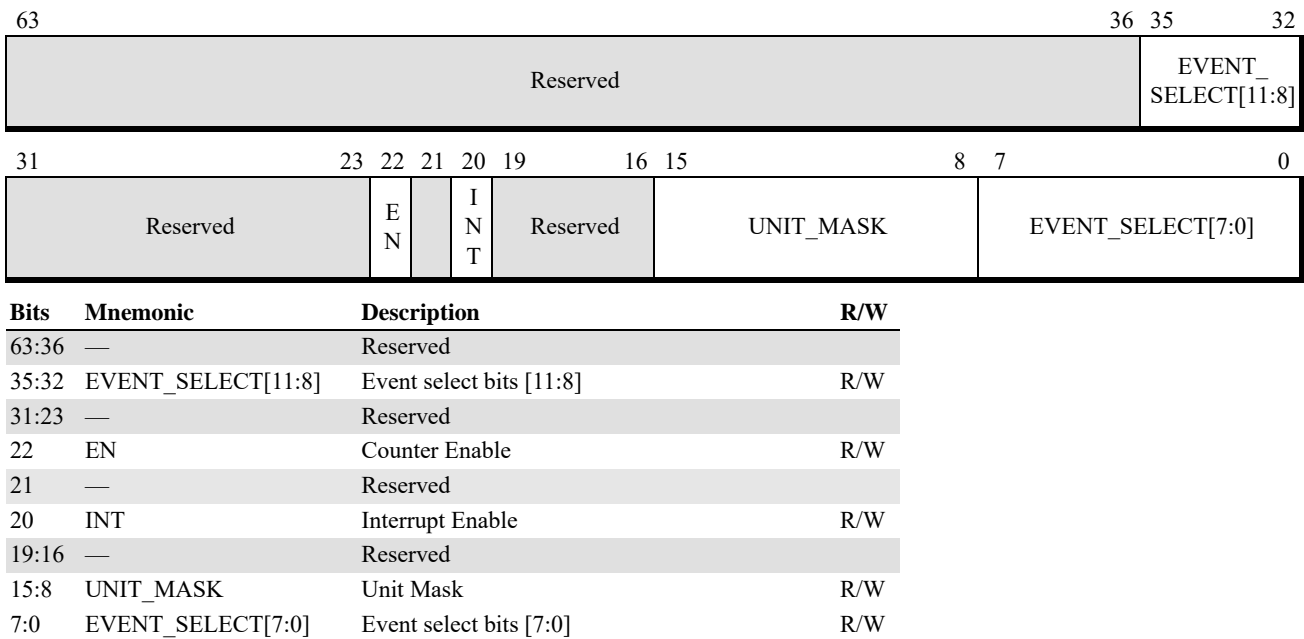 63 36 35 32
Reserved
EVENT_
SELECT[11:8]
31 23 22 21 20 19 16 15 8 7 0
Reserved
E
N
I
N
T
Reserved
UNIT_MASK
EVENT_SELECT[7:0]
Bits Mnemonic Description R/W
63:36 — Reserved
35:32 EVENT_SELECT[11:8] Event select bits [11:8] R/W
31:23 — Reserved
22 EN Counter Enable R/W
21 — Reserved
20 INT Interrupt Enable R/W
19:16 — Reserved
15:8 UNIT_MASK Unit Mask R/W
7:0 EVENT_SELECT[7:0] Event select bits [7:0] R/W